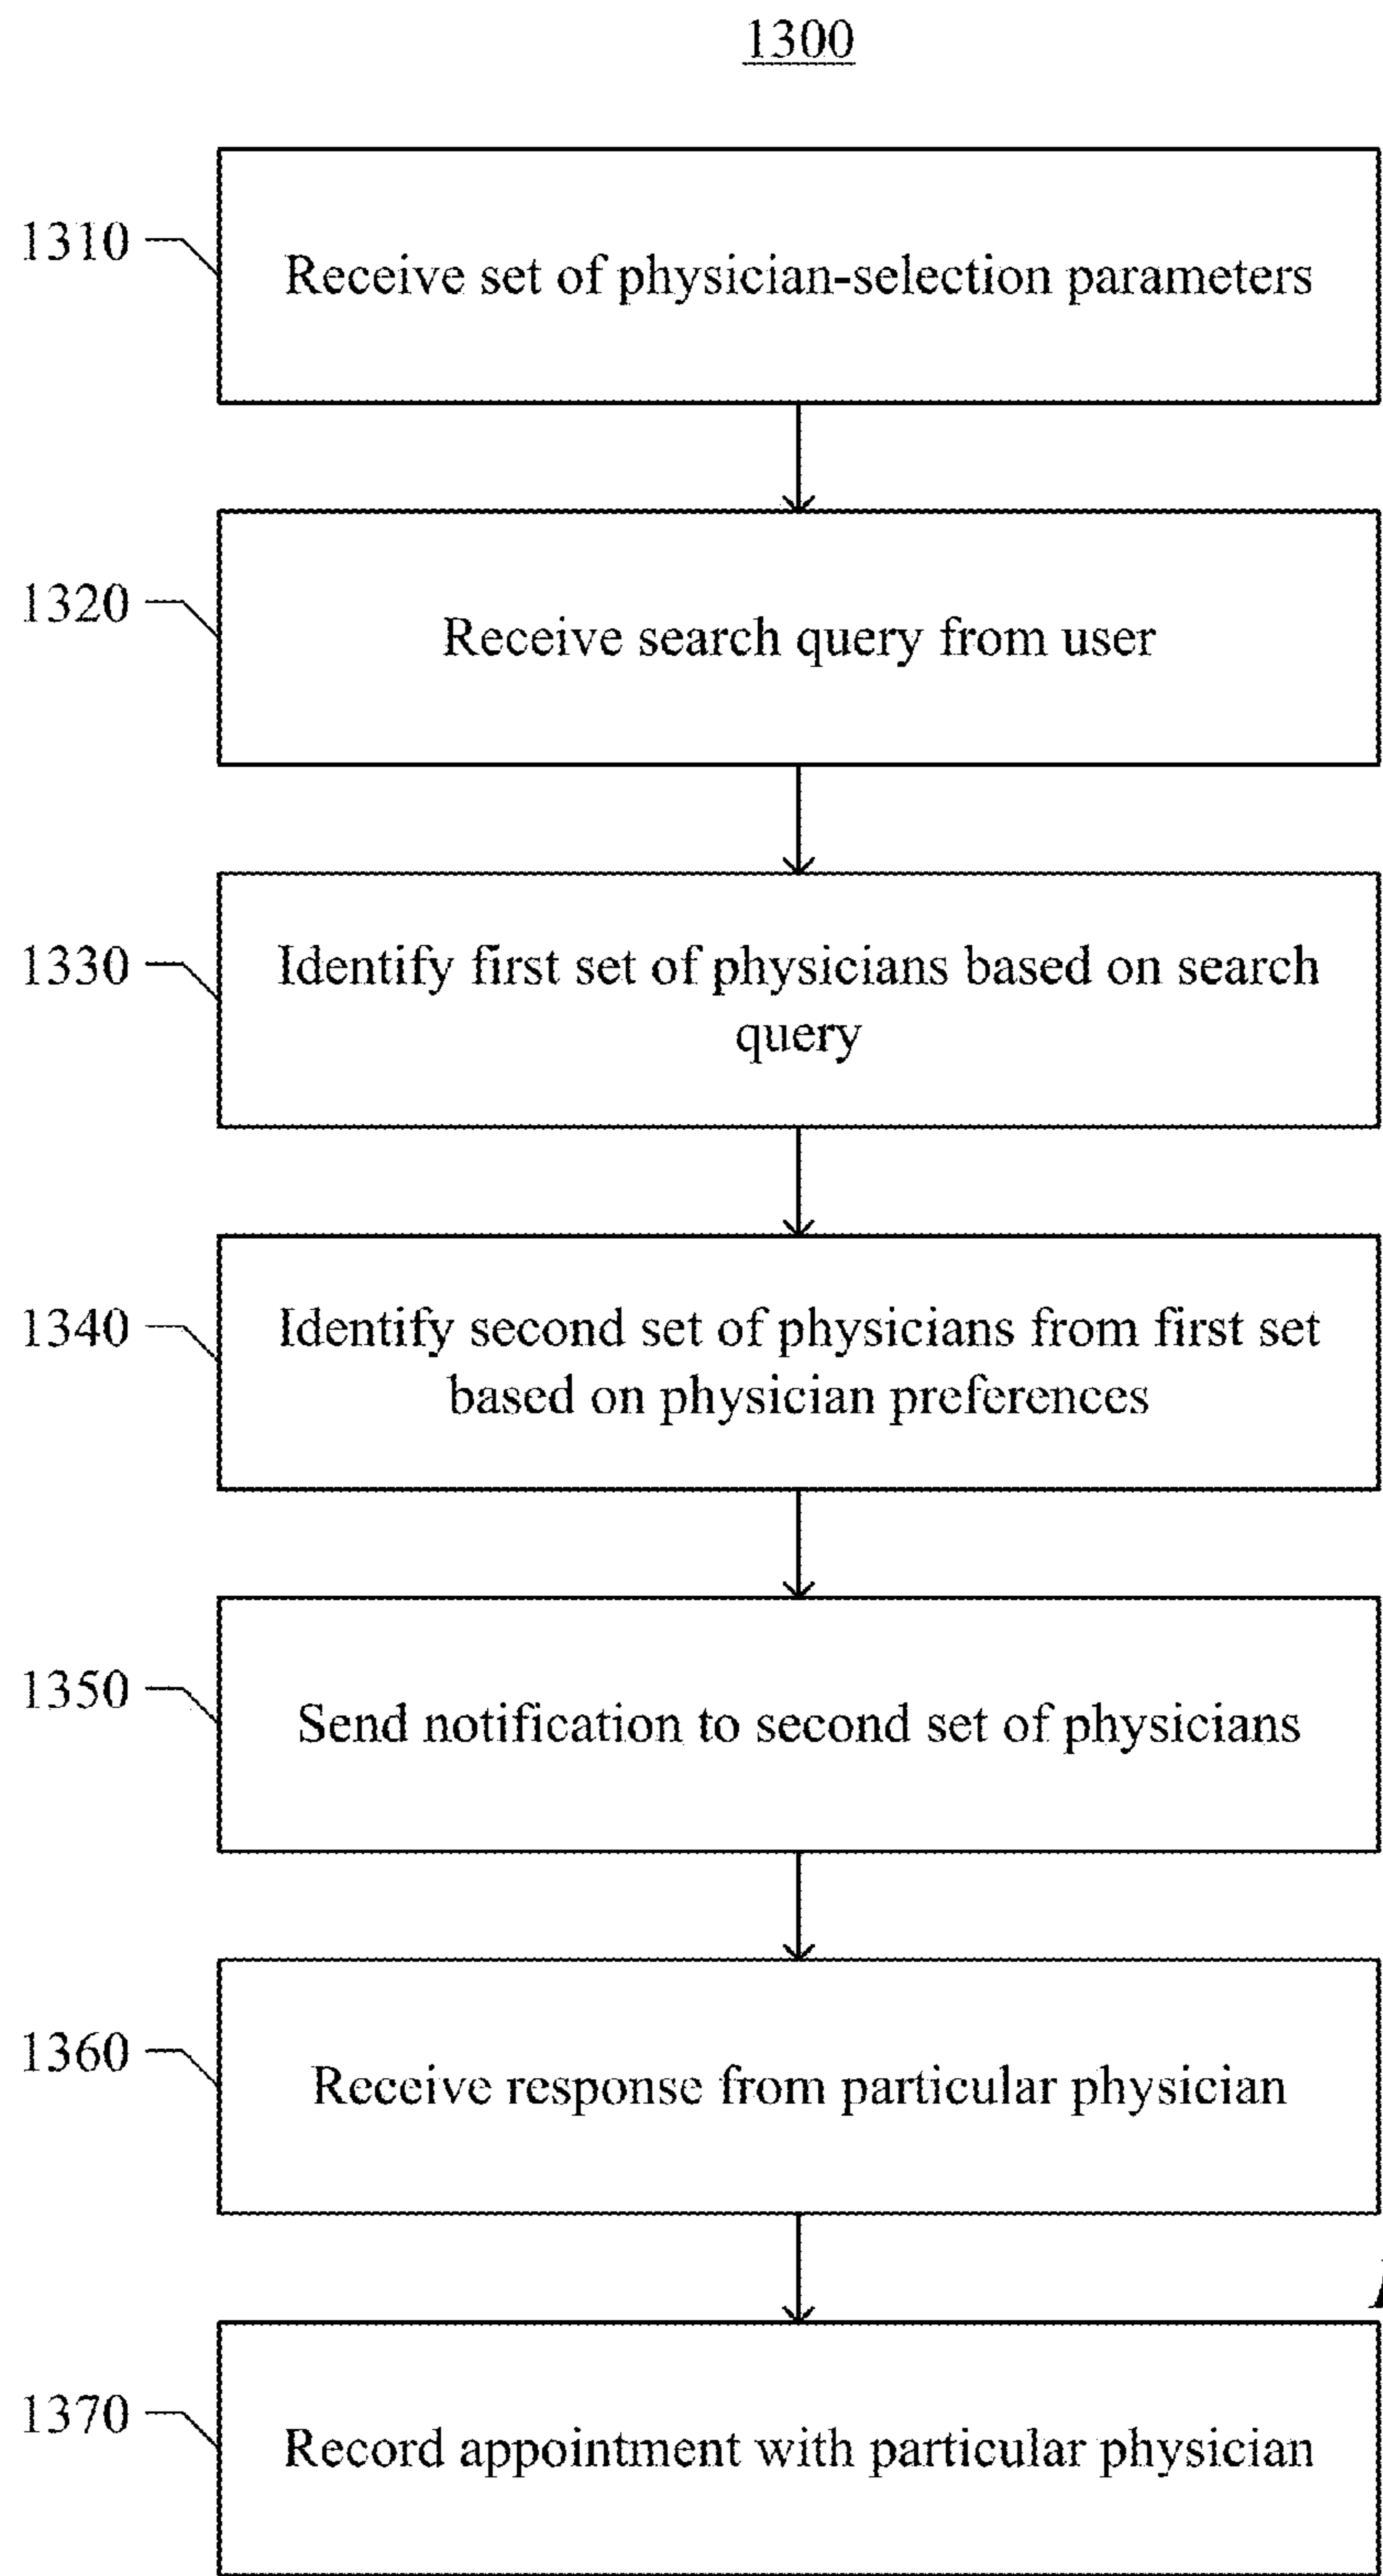 1300
1310
Receive set of physician-selection parameters
1320
Receive search query from user
1330
Identify first set of physicians based on search
query
1340
Identify second set of physicians from first set
based on physician preferences
1350
Send notification to second set of physicians
1360
Receive response from particular physician
1370
Record appointment with particular physician